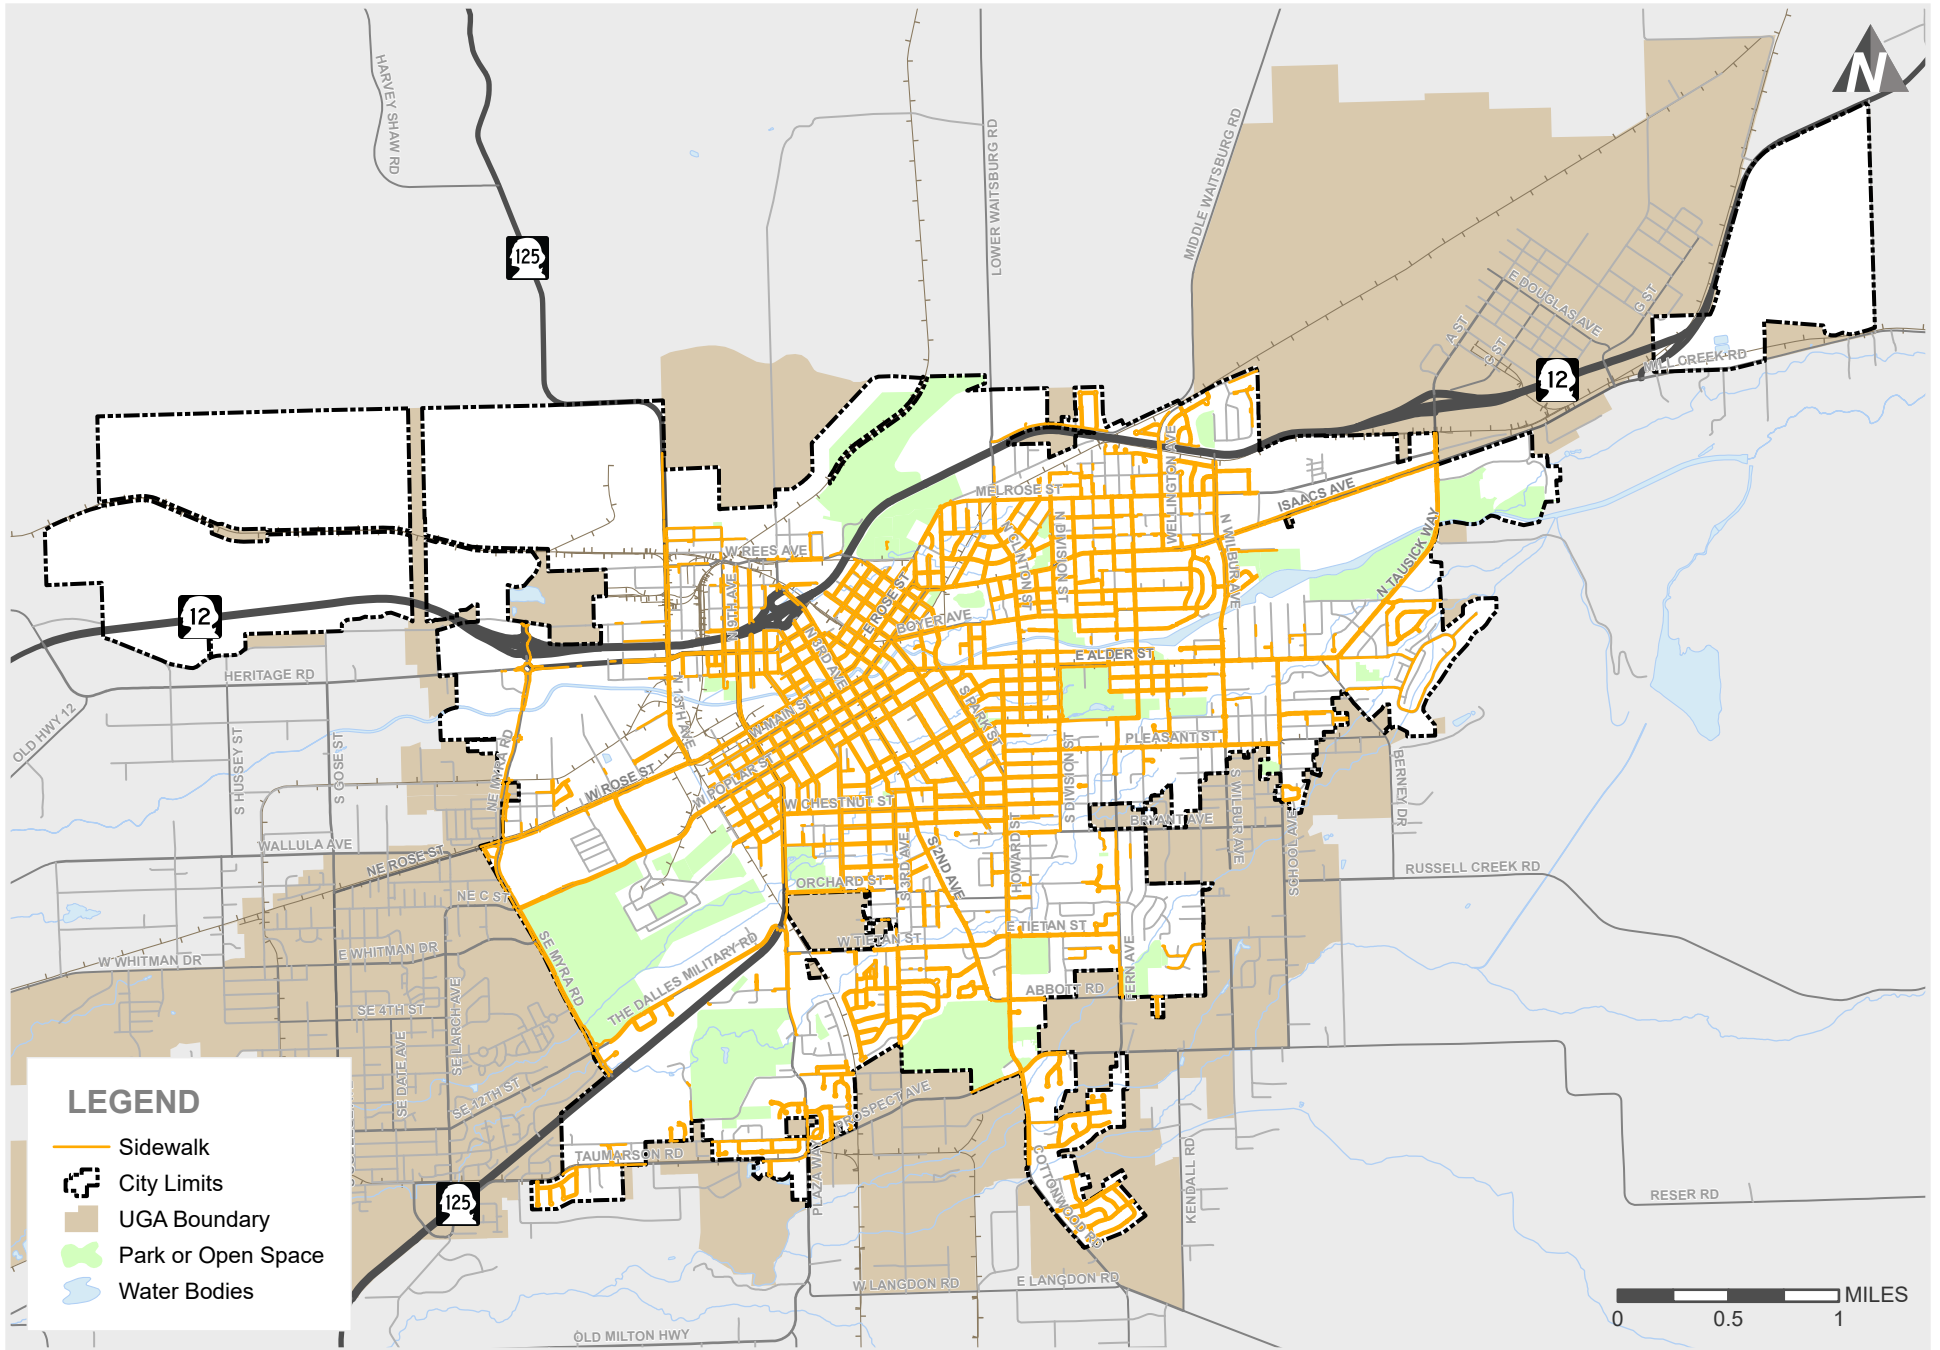 N
HARVEY SHAW RD
LOWER WAITSBURG RD
MIDDLE WAITSBURG RD
125
E DOUGLAS AVE
G ST
A ST
C ST
12
MILL CREEK RD
MELROSE ST
WELLINGTON AVE
ISAACS AVE
N WILBUR AVE
N TAUSICK WAY
N CLINTON ST
N DIVISION ST
W REES AVE
N 9TH AVE
E ROSE ST
BOYER AVE
N 3RD AVE
E ALDER ST
12
HERITAGE RD
OLD HWY 12
N 13TH AVE
W MAIN ST
S PARK ST
PLEASANT ST
S HUSSEY ST
S GOSE ST
NE MYRA RD
W ROSE ST
W POPLAR ST
W CHESTNUT ST
S DIVISION ST
BRYANT AVE
S WILBUR AVE
SCHOOL AVE
BERNEY DR
WALLULA AVE
NE ROSE ST
S 3RD AVE
S 2ND AVE
HOWARD ST
RUSSELL CREEK RD
NE C ST
ORCHARD ST
E WHITMAN DR
W WHITMAN DR
SE MYRA RD
THE DALLES MILITARY RD
W TIETAN ST
E TIETAN ST
FERN AVE
ABBOTT RD
SE 4TH ST
SE LARCH AVE
SE DATE AVE
SE 12TH ST
PROSPECT AVE
TAUMARSON RD
PLAZA WAY
COTTONWOOD RD
KENDALL RD
RESER RD
125
W LANGDON RD
E LANGDON RD
OLD MILTON HWY
LEGEND
Sidewalk
City Limits
UGA Boundary
Park or Open Space
Water Bodies
MILES
0 0.5 1